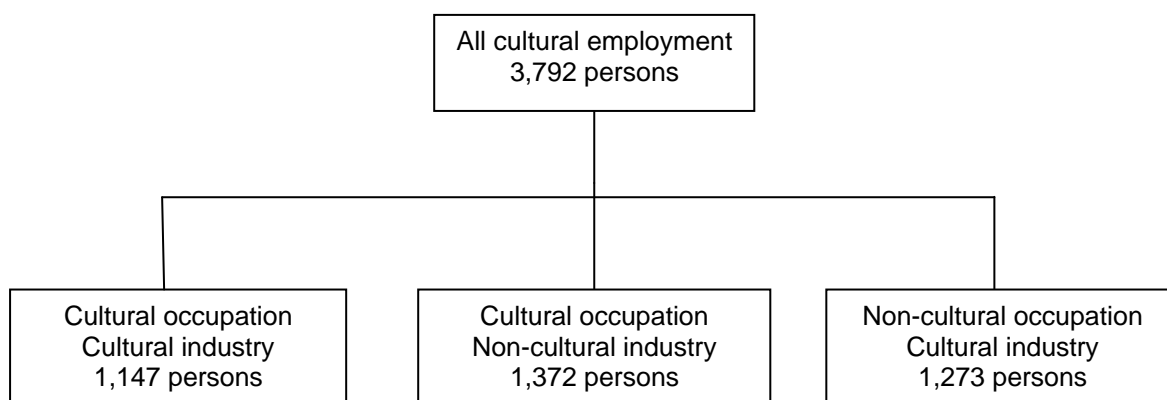 All cultural employment
3,792 persons
Cultural occupation
Cultural industry
1,147 persons
Cultural occupation
Non-cultural industry
1,372 persons
Non-cultural occupation
Cultural industry
1,273 persons